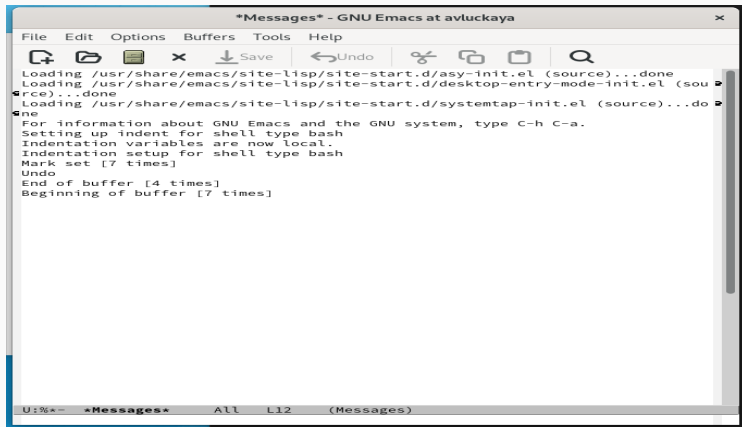 *Messages* - GNU Emacs at avluckaya
File Edit Options Buffers Tools Help
Save Undo
Loading /usr/share/emacs/site-lisp/site-start.d/asy-init.el (source)...done
Loading /usr/share/emacs/site-lisp/site-start.d/desktop-entry-mode-init.el (sou
rce)...done
Loading /usr/share/emacs/site-lisp/site-start.d/systemtap-init.el (source)...do
ne
For information about GNU Emacs and the GNU system, type C-h C-a.
Setting up indent for shell type bash
Indentation variables are now local.
Indentation setup for shell type bash
Mark set [7 times]
Undo
End of buffer [4 times]
Beginning of buffer [7 times]
U:%*- *Messages* All L12 (Messages)